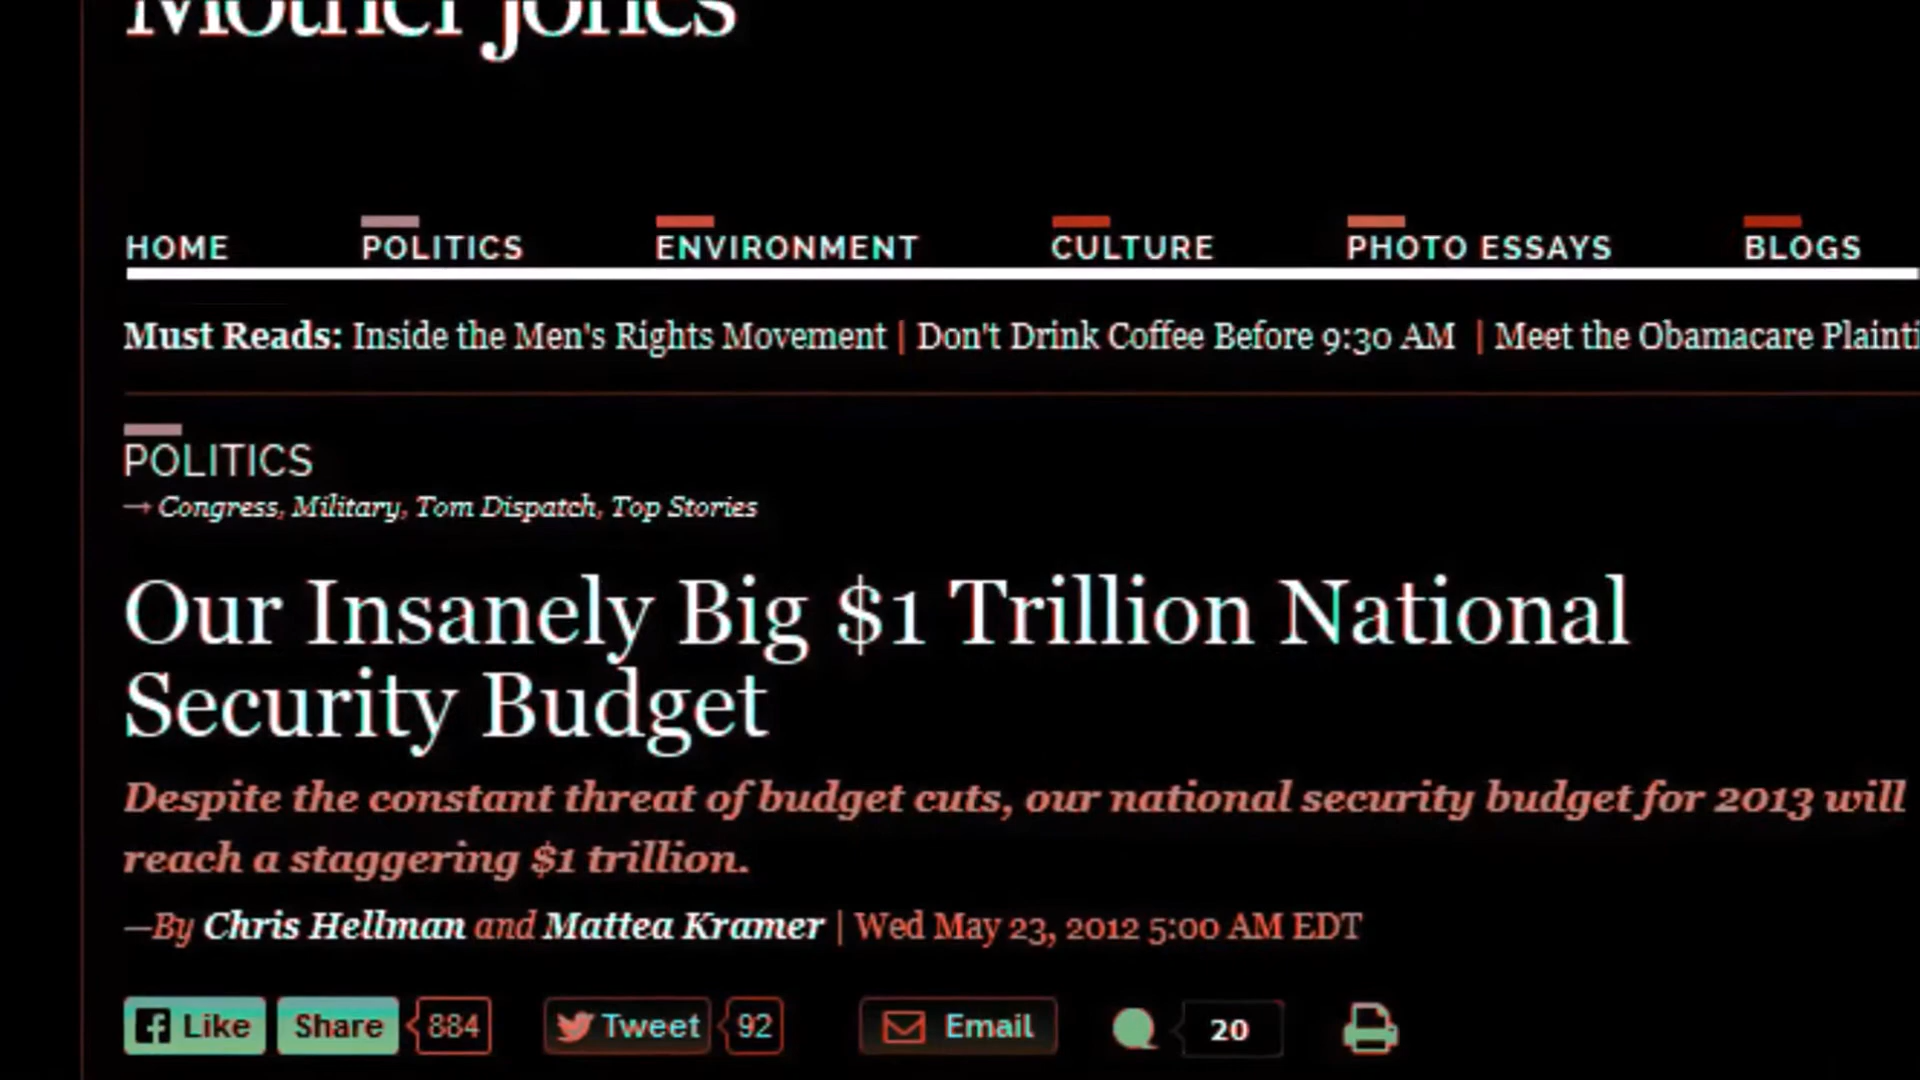 Mother Jones
HOME POLITICS ENVIRONMENT CULTURE PHOTO ESSAYS BLOGS
Must Reads: Inside the Men's Rights Movement | Don't Drink Coffee Before 9:30 AM | Meet the Obamacare
POLITICS
→ Congress, Military, Tom Dispatch, Top Stories
Our Insanely Big $1 Trillion National
Security Budget
Despite the constant threat of budget cuts, our national security budget for 2013 will
reach a staggering $1 trillion.
—By Chris Hellman and Mattea Kramer | Wed May 23, 2012 5:00 AM EDT
Like Share 884 Tweet 92 Email 20